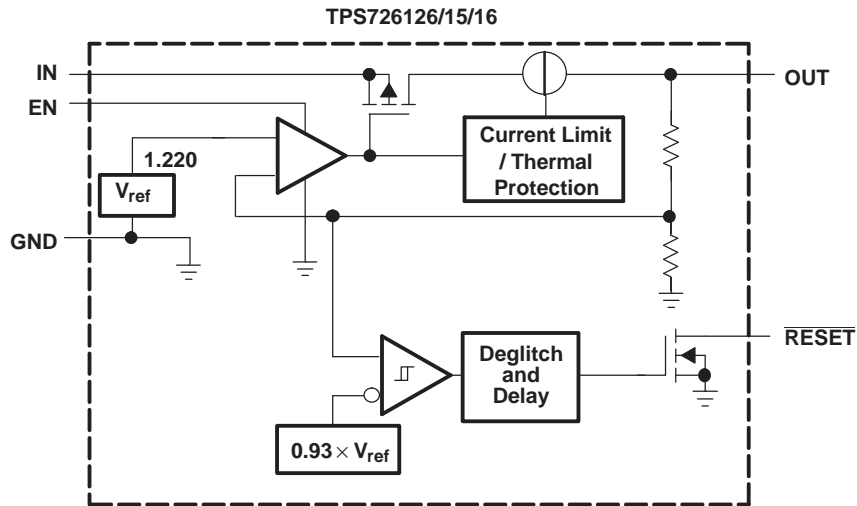 TPS726126/15/16
IN
OUT
EN
Current Limit
/ Thermal
Protection
1.220
Vref
GND
RESET
Deglitch
and
Delay
0.93 × Vref